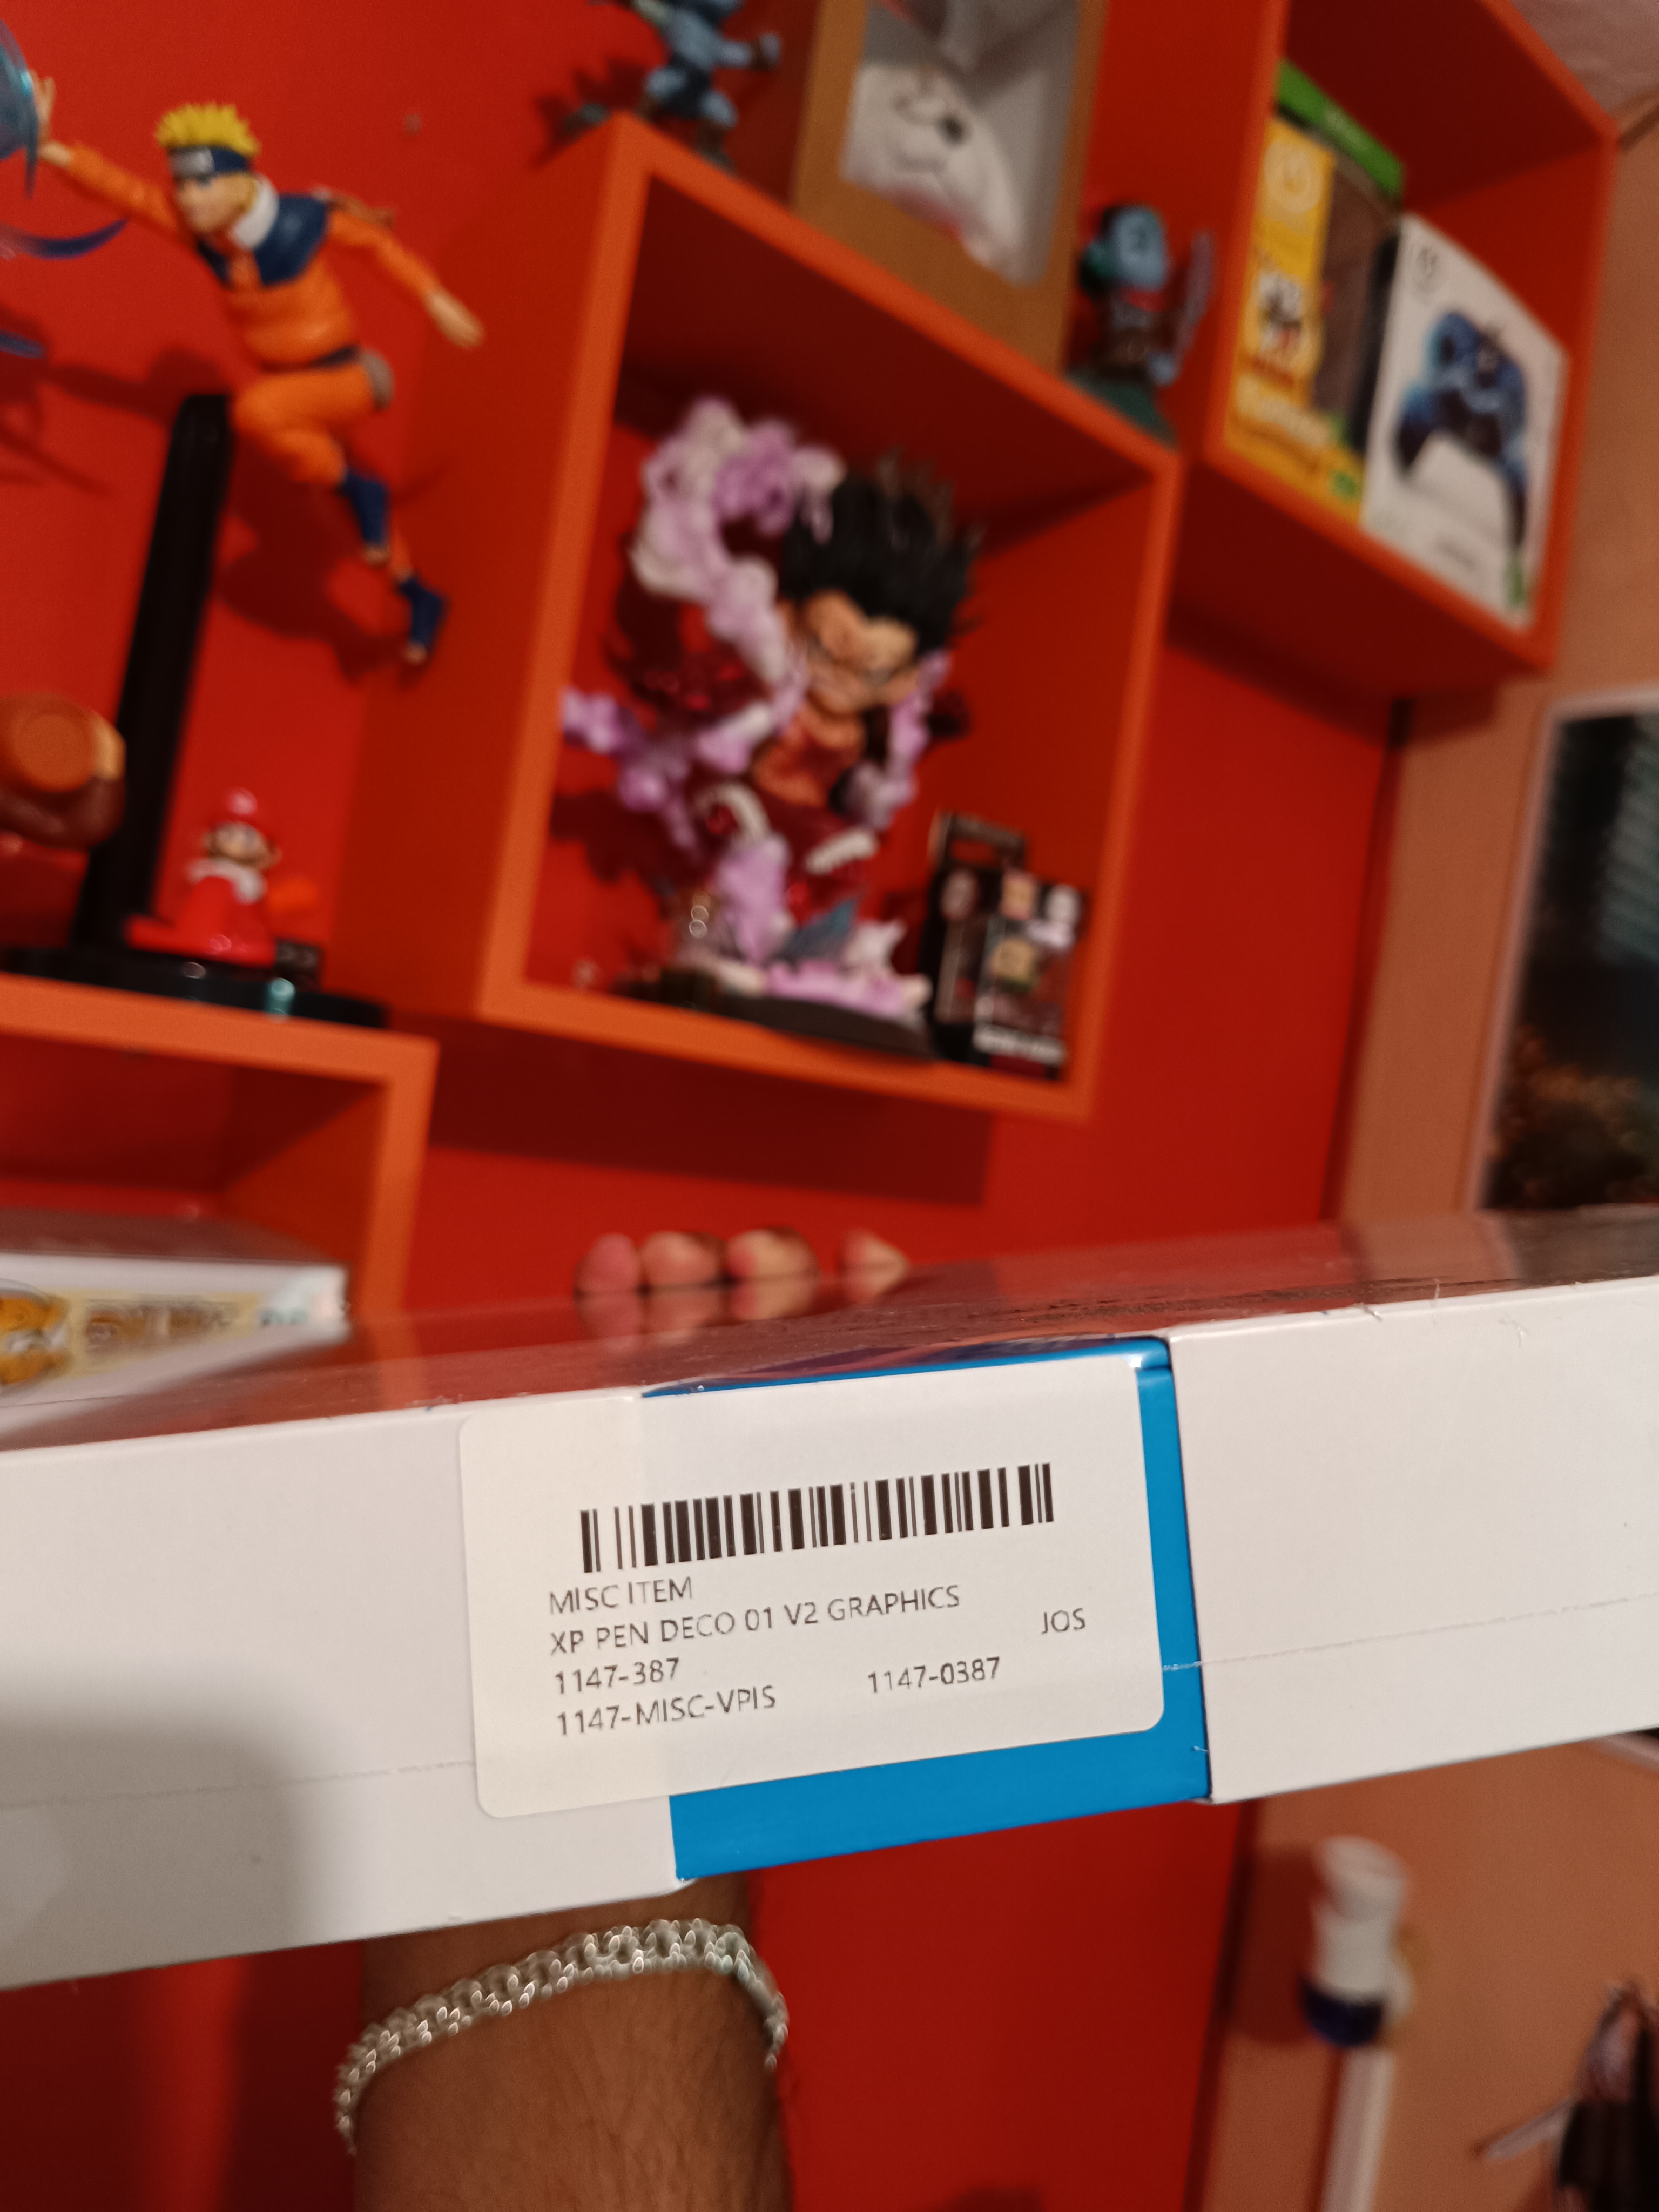 MISC ITEM
XP PEN DECO 01 V2 GRAPHICS
JOS
1147-387
1147-0387
1147-MISC-VPIS